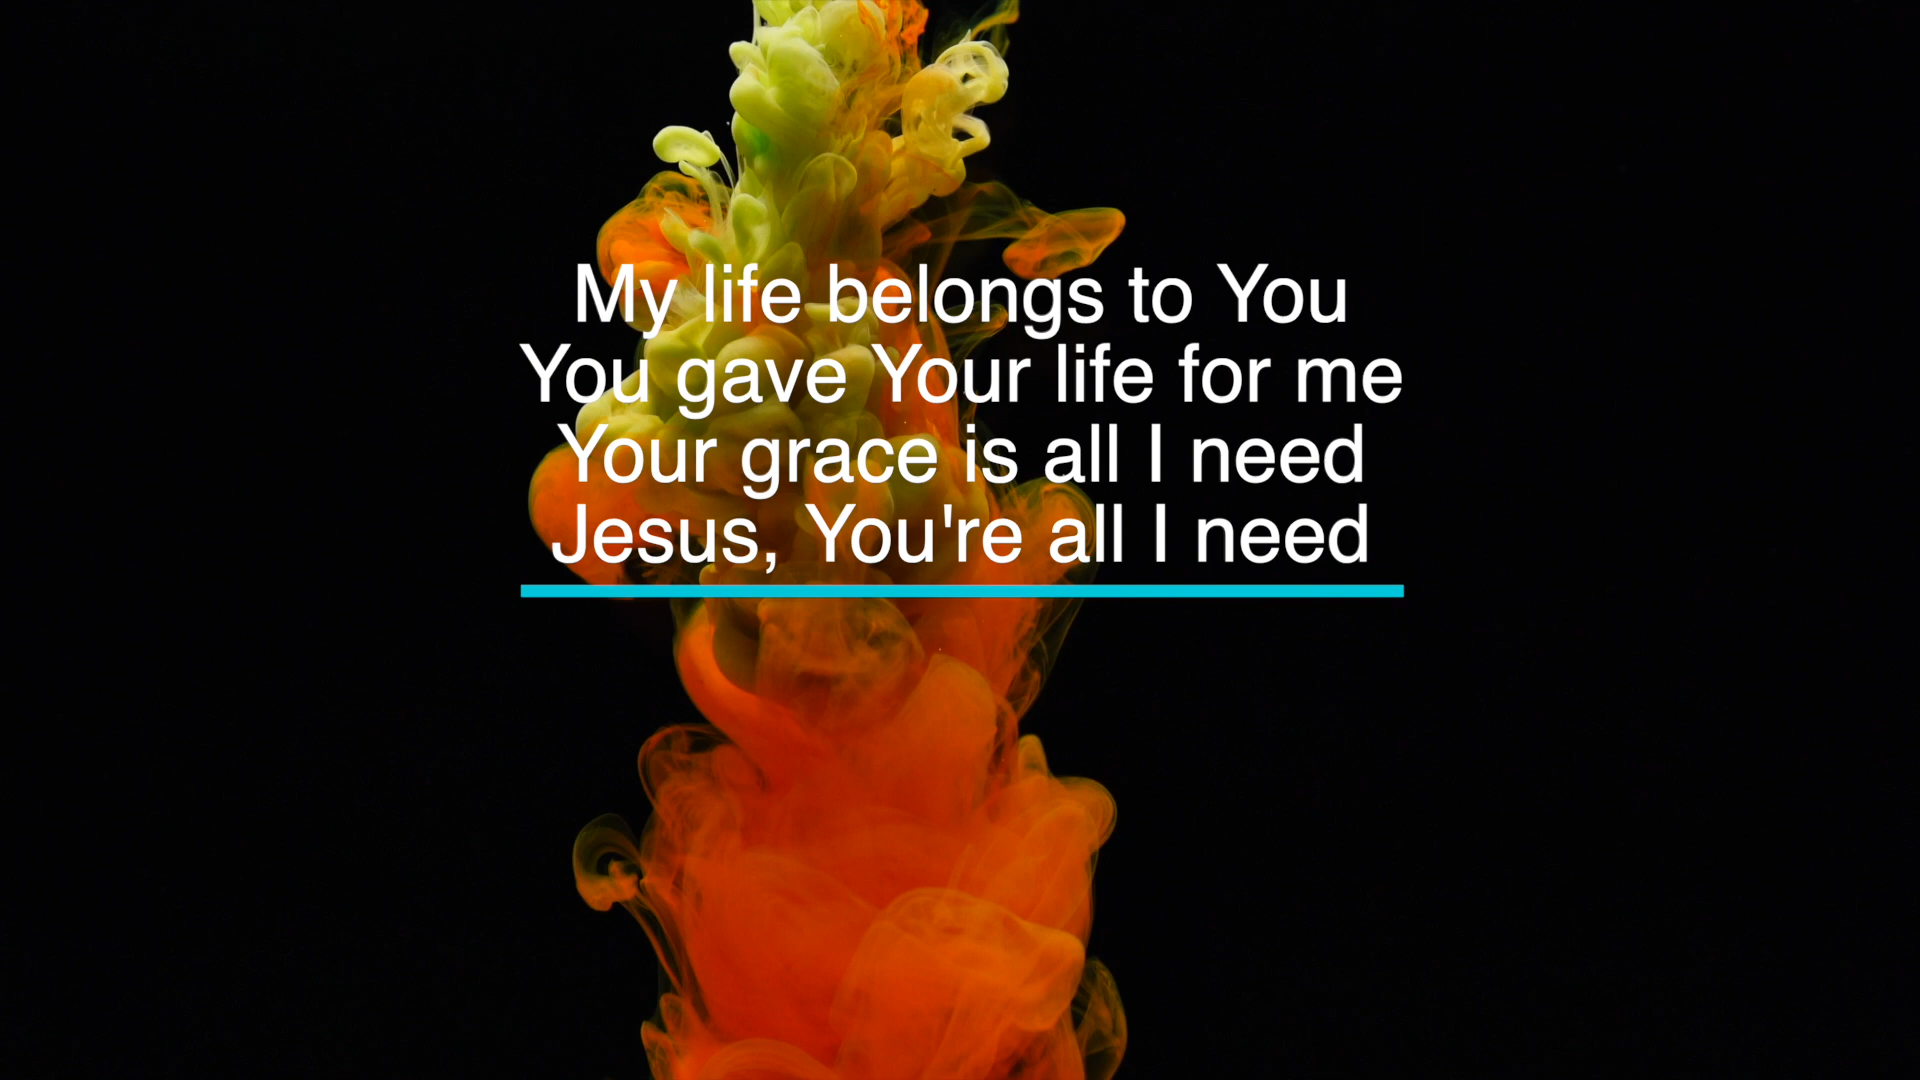 My life belongs to You
You gave Your life for me
Your grace is all I need
Jesus, You're all I need